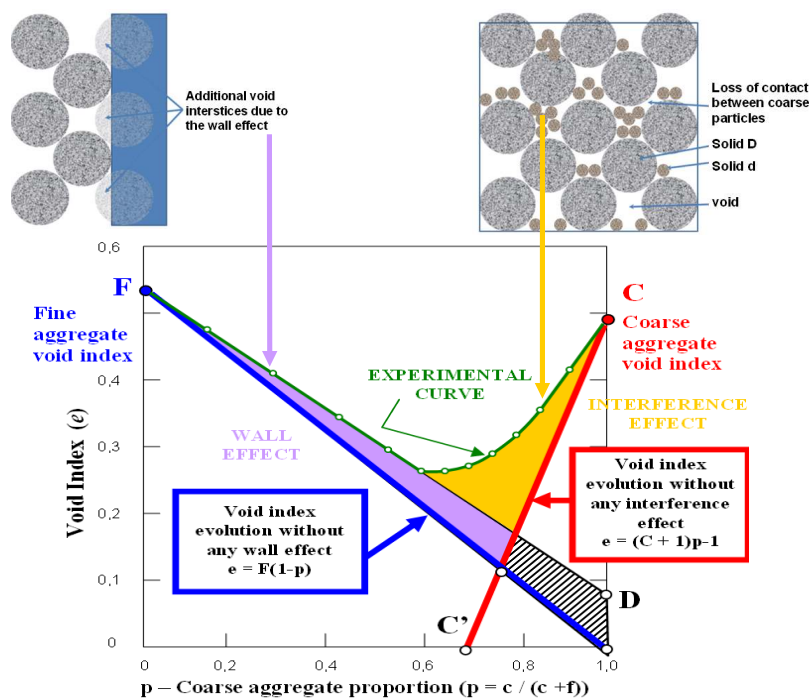 Additional void
interstices due to
the wall effect
Loss of contact
between coarse
particles
Solid D
Solid d
void
0,6
F
C
Fine
aggregate
void index
Coarse
aggregate
void index
0,4
EXPERIMENTAL
CURVE
WALL
EFFECT
INTERFERENCE
EFFECT
0,3
Void Index (e)
Void index
evolution without
any wall effect
e = F(1-p)
Void index
evolution without
any interference
effect
e = (C + 1)p-1
0,2
0,1
C'
D
0
0
0,2
0,4
0,6
0,8
1,0
p – Coarse aggregate proportion (p = c / (c +f))